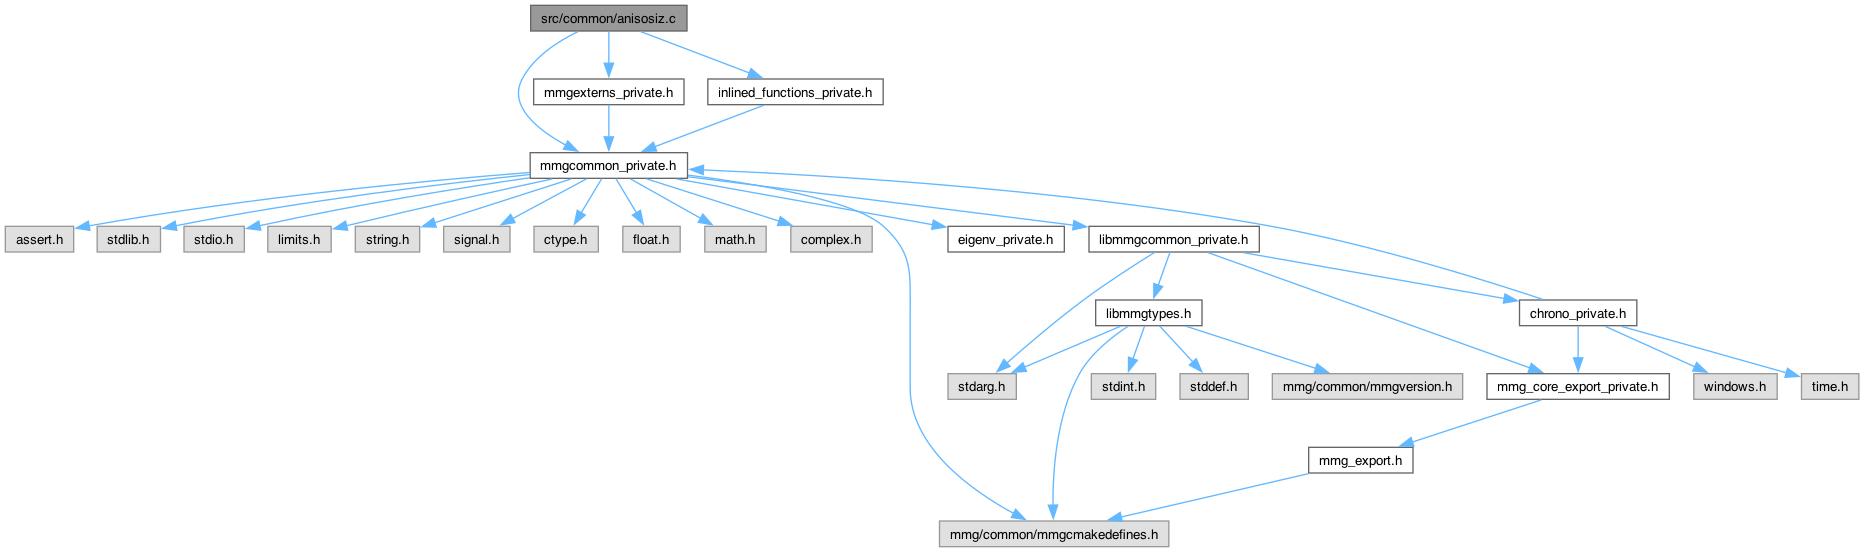 src/common/anisosiz.c
mmgexterns_private.h
inlined_functions_private.h
mmgcommon_private.h
assert.h
stdlib.h
stdio.h
limits.h
string.h
signal.h
ctype.h
float.h
math.h
complex.h
eigenv_private.h
libmmgcommon_private.h
libmmgtypes.h
chrono_private.h
stdarg.h
stdint.h
stddef.h
mmg/common/mmgversion.h
mmg_core_export_private.h
windows.h
time.h
mmg_export.h
mmg/common/mmgcmakedefines.h